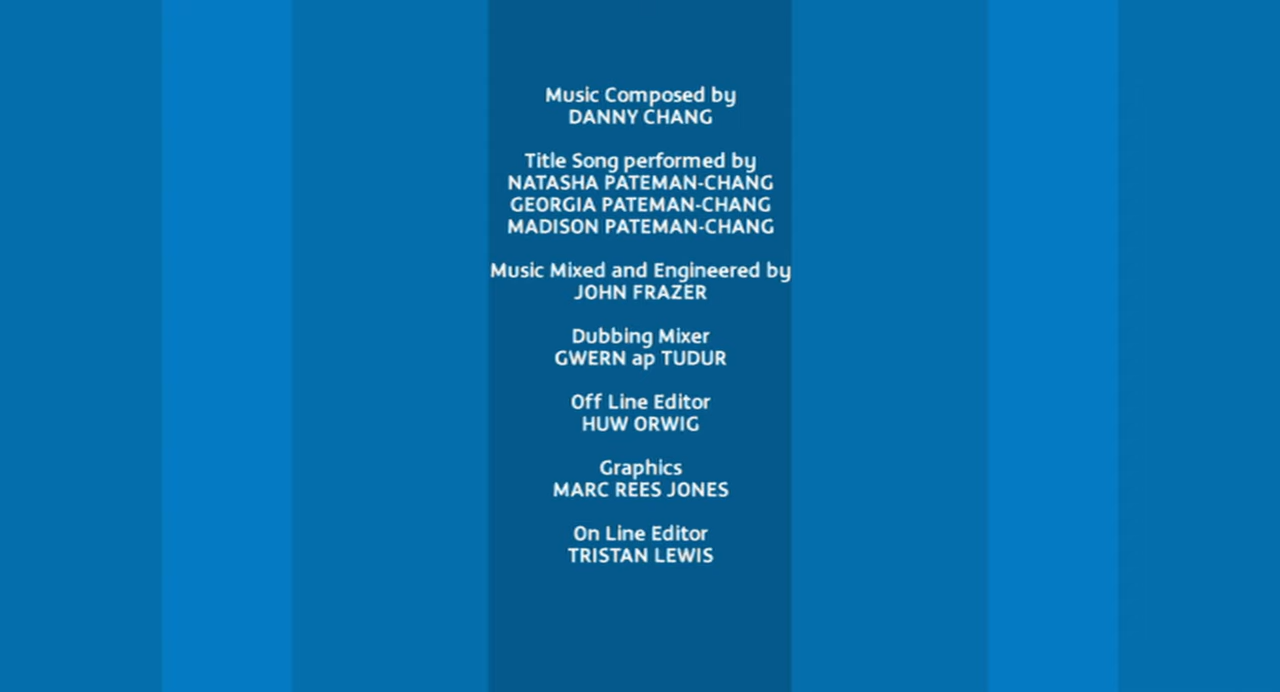 Music Composed by
DANNY CHANG
Title Song performed by
NATASHA PATEMAN-CHANG
GEORGIA PATEMAN-CHANG
MADISON PATEMAN-CHANG
Music Mixed and Engineered by
JOHN FRAZER
Dubbing Mixer
GWERN ap TUDUR
Off Line Editor
HUW ORWIG
Graphics
MARC REES JONES
On Line Editor
TRISTAN LEWIS